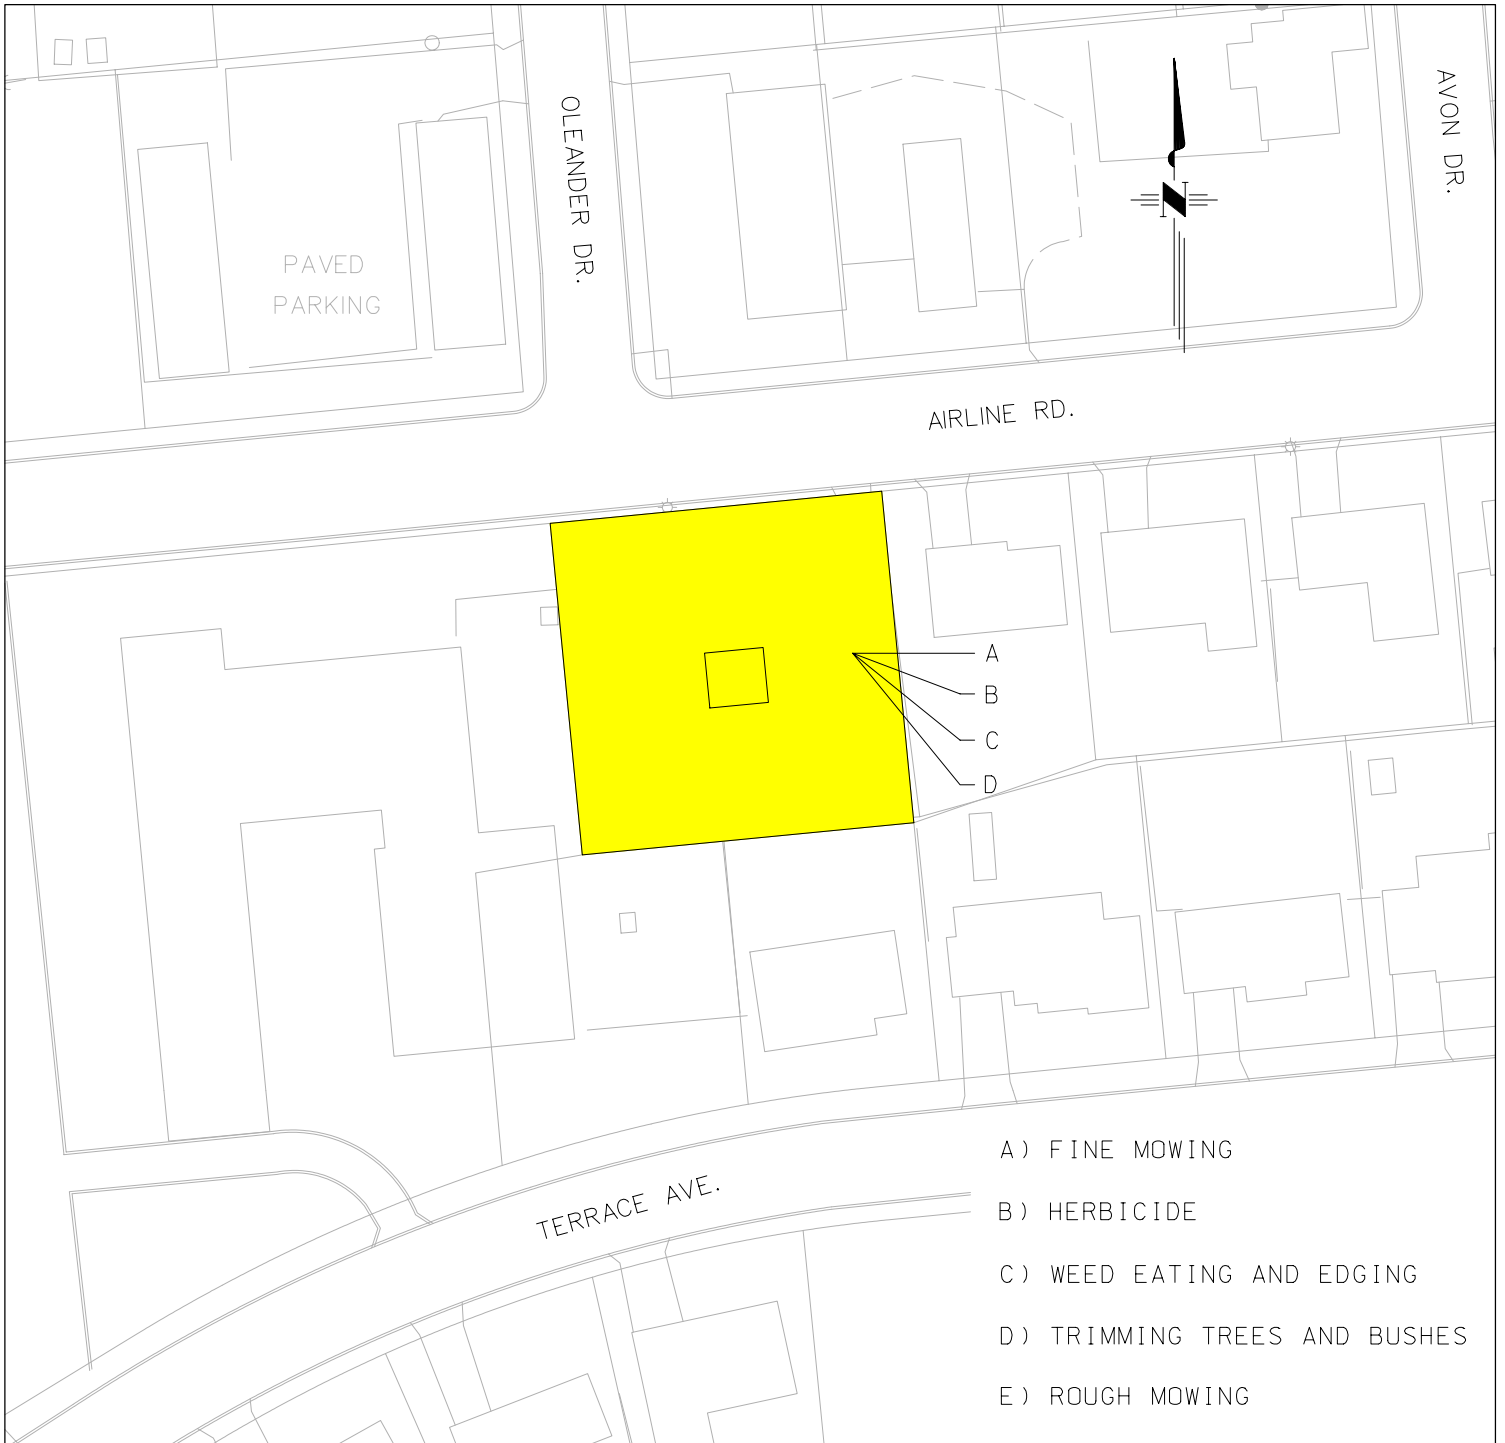 OLEANDER DR.
AVON DR.
N
PAVED
PARKING
AIRLINE RD.
A
B
C
D
A) FINE MOWING
B) HERBICIDE
TERRACE AVE.
C) WEED EATING AND EDGING
D) TRIMMING TREES AND BUSHES
E) ROUGH MOWING